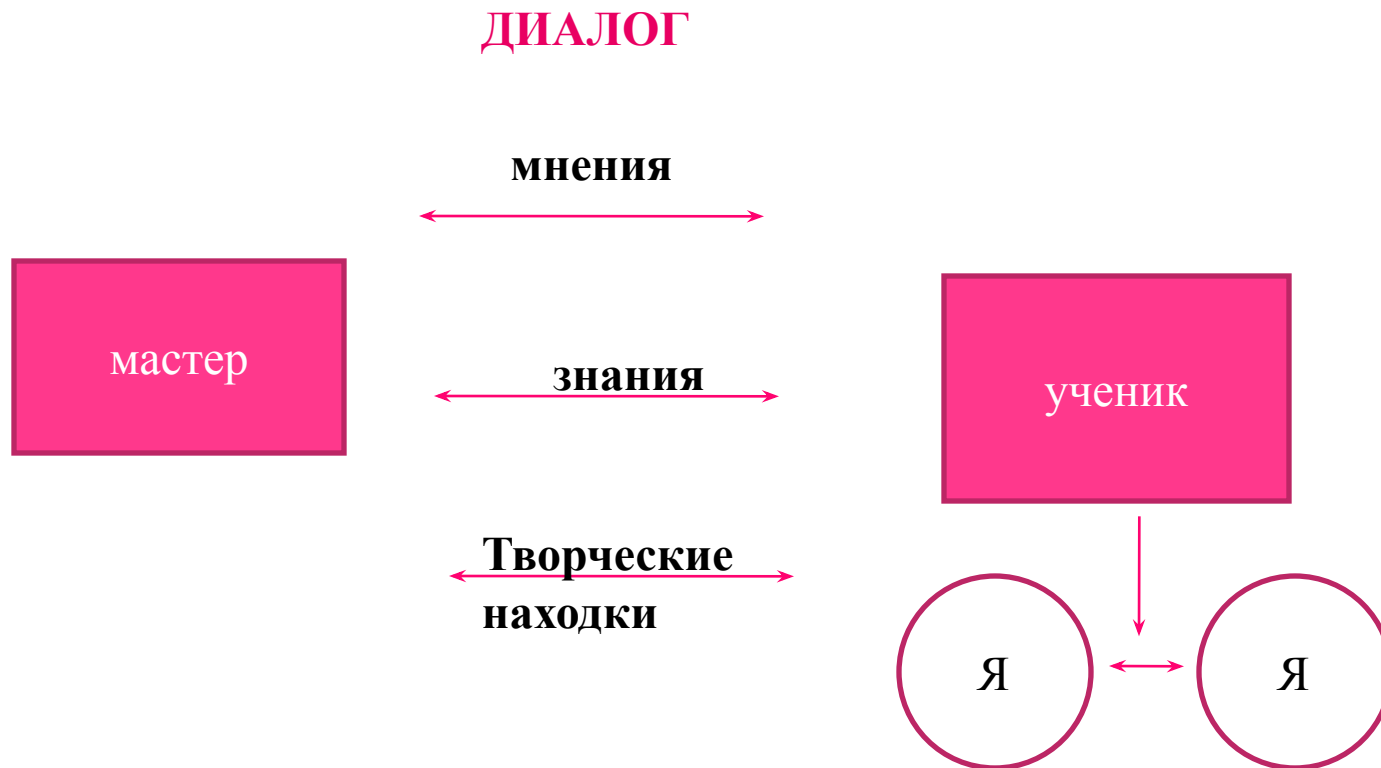 ДИАЛОГ
мнения
мастер
знания
ученик
Творческие
находки
Я
Я